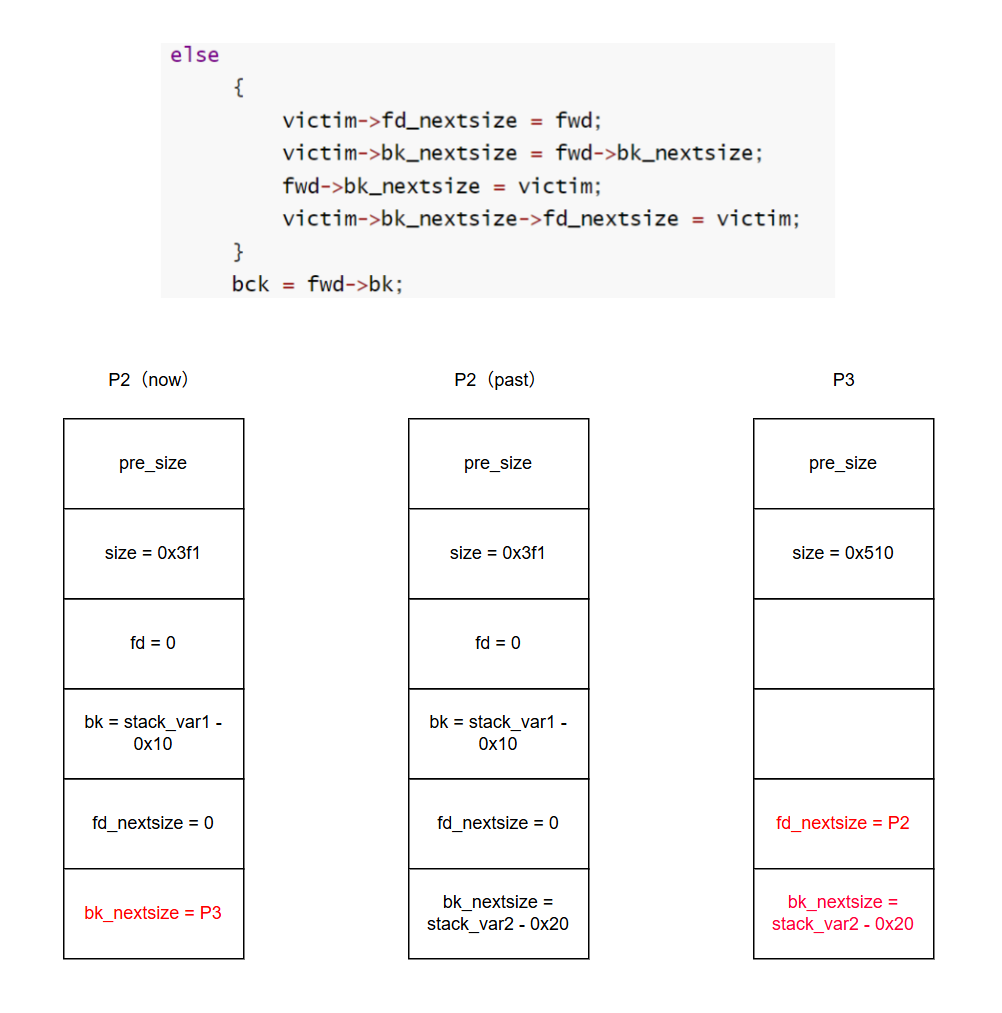 else
{
victim->fd_nextsize = fwd;
victim->bk_nextsize = fwd->bk_nextsize;
fwd->bk_nextsize = victim;
victim->bk_nextsize->fd_nextsize = victim;
}
bck = fwd->bk;
P2（now）
pre_size
size = 0x3f1
fd = 0
bk = stack_var1 -
0x10
fd_nextsize = 0
bk_nextsize = P3
P2（past）
pre_size
size = 0x3f1
fd = 0
bk = stack_var1 -
0x10
fd_nextsize = 0
bk_nextsize =
stack_var2 - 0x20
P3
pre_size
size = 0x510
fd_nextsize = P2
bk_nextsize =
stack_var2 - 0x20